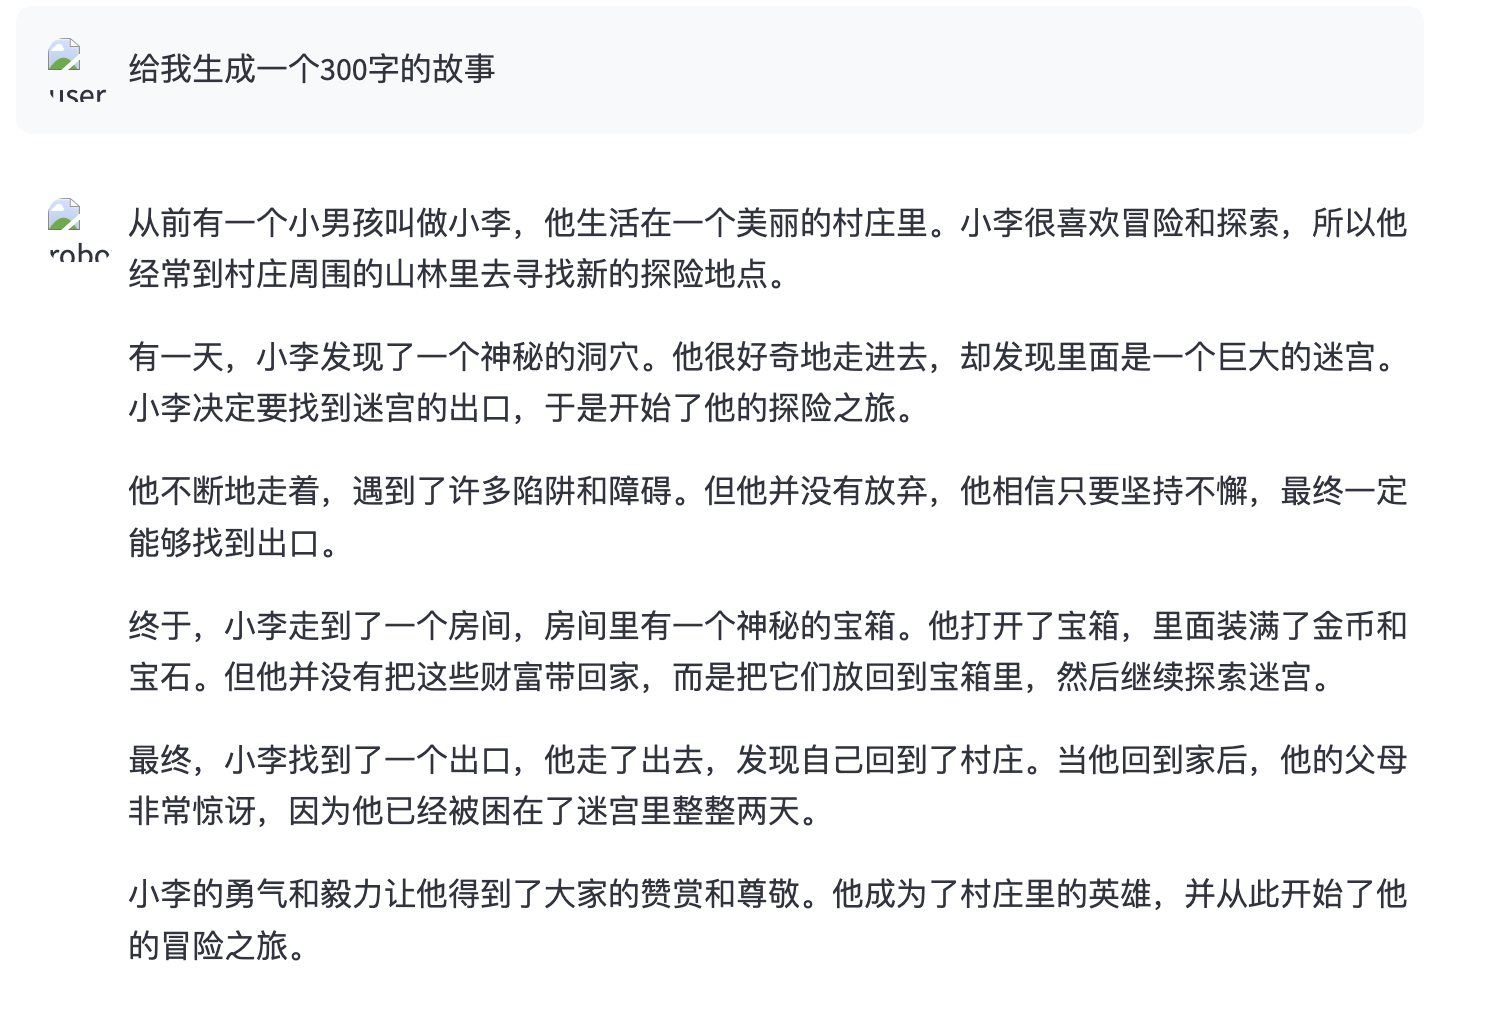 给我生成一个300字的故事
user
robo
从前有一个小男孩叫做小李，他生活在一个美丽的村庄里。小李很喜欢冒险和探索，所以他
经常到村庄周围的山林里去寻找新的探险地点。
有一天，小李发现了一个神秘的洞穴。他很好奇地走进去，却发现里面是一个巨大的迷宫。
小李决定要找到迷宫的出口，于是开始了他的探险之旅。
他不断地走着，遇到了许多陷阱和障碍。但他并没有放弃，他相信只要坚持不懈，最终一定
能够找到出口。
终于，小李走到了一个房间，房间里有一个神秘的宝箱。他打开了宝箱，里面装满了金币和
宝石。但他并没有把这些财富带回家，而是把它们放回到宝箱里，然后继续探索迷宫。
最终，小李找到了一个出口，他走了出去，发现自己回到了村庄。当他回到家后，他的父母
非常惊讶，因为他已经被困在了迷宫里整整两天。
小李的勇气和毅力让他得到了大家的赞赏和尊敬。他成为了村庄里的英雄，并从此开始了他
的冒险之旅。